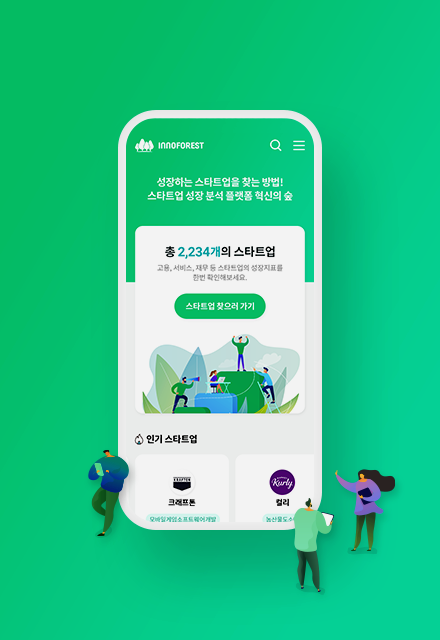 INNOFOREST
성장하는 스타트업을 찾는 방법!
스타트업 성장 분석 플랫폼 혁신의 숲
총 2,234개의 스타트업
고용, 서비스, 재무 등 스타트업의 성장지표를
한번 확인해보세요.
스타트업 찾으러 가기
인기 스타트업
KRAFTON
Kurly
크래프톤
컬리
모바일게임소프트웨어개발
농산물도소